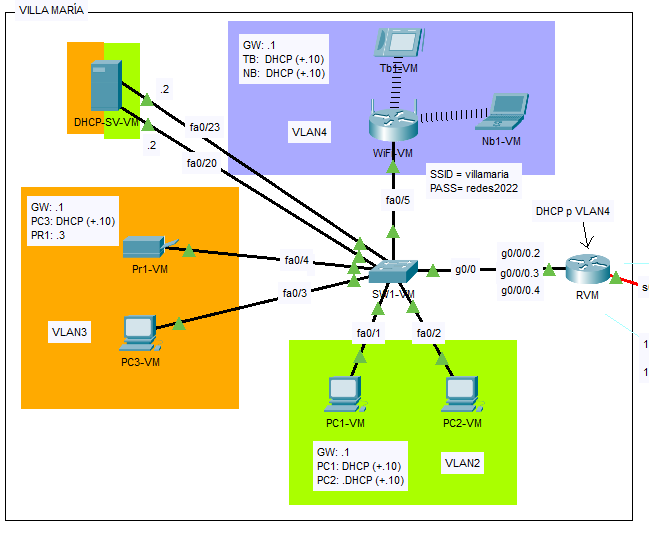 VILLA MARÍA
GW: .1
TB: DHCP (+.10)
NB: DHCP (+.10)
Tb1-VM
VLAN4
WiFi-VM
Nb1-VM
.2
DHCP-SV-VM
fa0/23
.2
fa0/20
SSID = villamaria
PASS= redes2022
fa0/5
DHCP p VLAN4
GW: .1
PC3: DHCP (+.10)
PR1: .3
Pr1-VM
fa0/4
g0/0
g0/0/0.2
g0/0/0.3
g0/0/0.4
SW1-VM
RVM
fa0/3
VLAN3
PC3-VM
fa0/1
fa0/2
PC1-VM
PC2-VM
GW: .1
PC1: DHCP (+.10)
PC2: .DHCP (+.10)
VLAN2
1
1